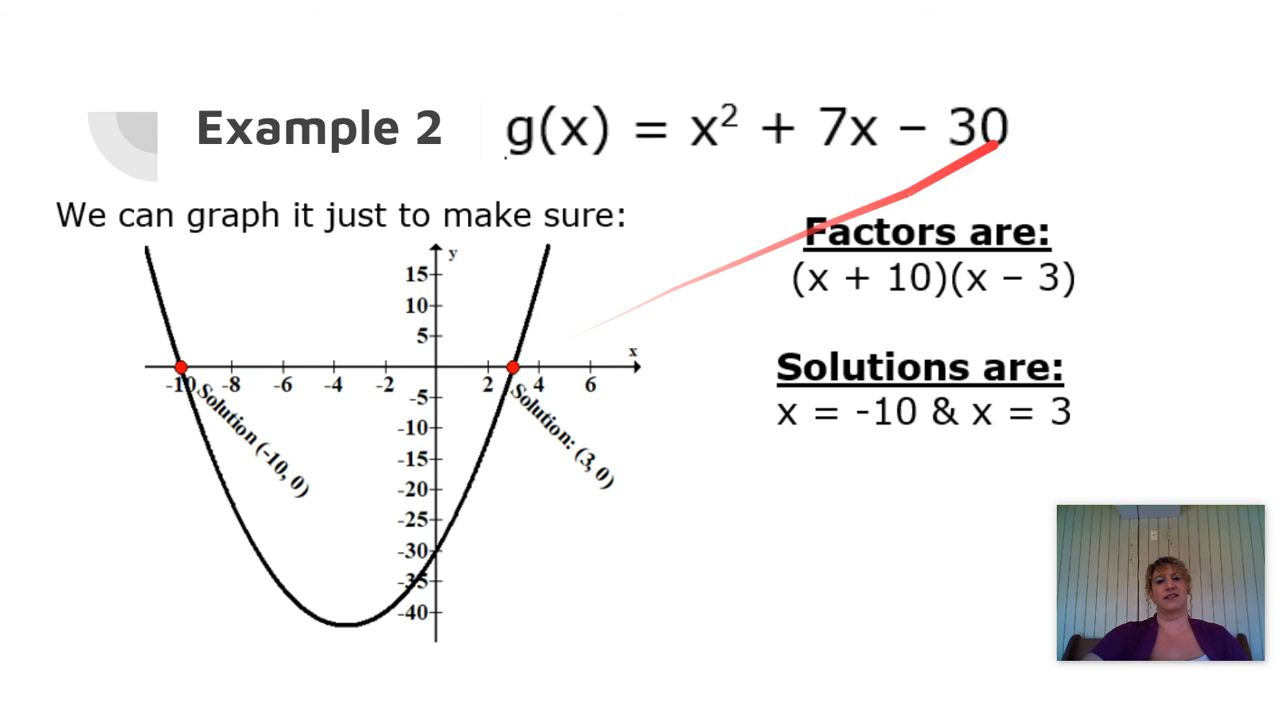 Example 2
g(x) = x² + 7x − 30
We can graph it just to make sure:
Factors are:
(x + 10)(x − 3)
Solutions are:
x = -10 & x = 3
y
15
10
5
x
-10 -8 -6 -4 -2 2 4 6
-5
-10
-15
-20
-25
-30
-35
-40
Solution (-10, 0)
Solution: (3, 0)